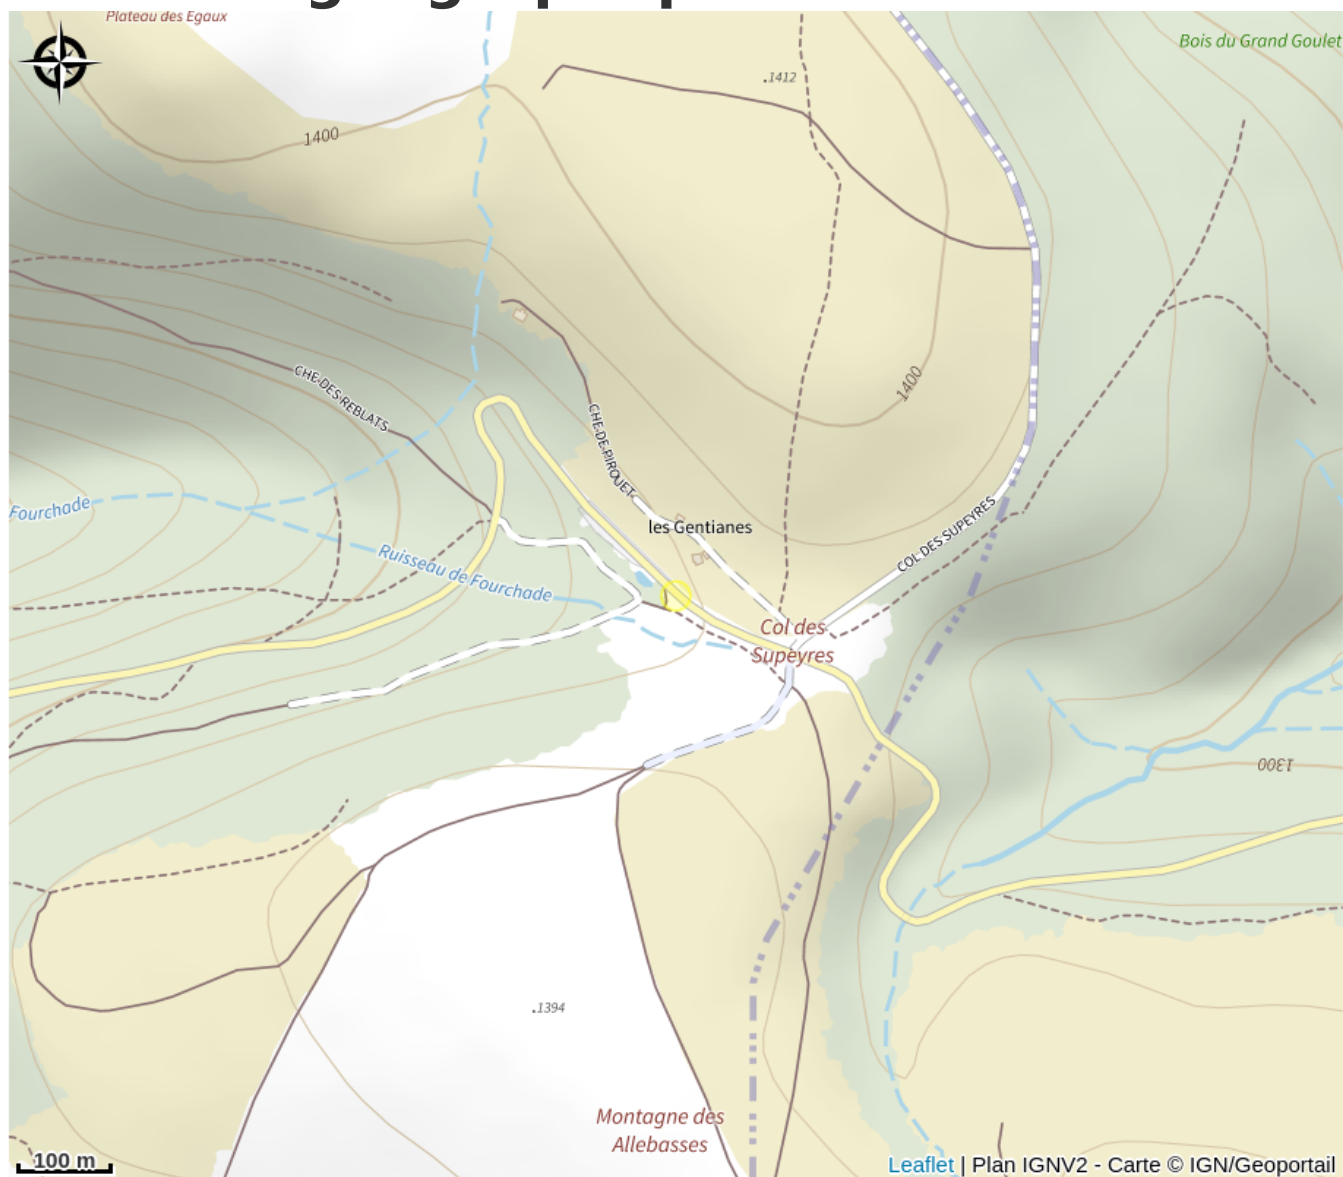 Plateau des Egaux
Bois du Grand Goulet
.1412
1400
1400
CHE DES REBLATS
CHE DE PIROUET
Fourchade
les Gentianes
COL DES SUPEYRES
Ruisseau de Fourchade
Col des
Supeyres
1300
.1394
Montagne des
Allebasses
100 m
Leaflet | Plan IGNV2 - Carte © IGN/Geoportail